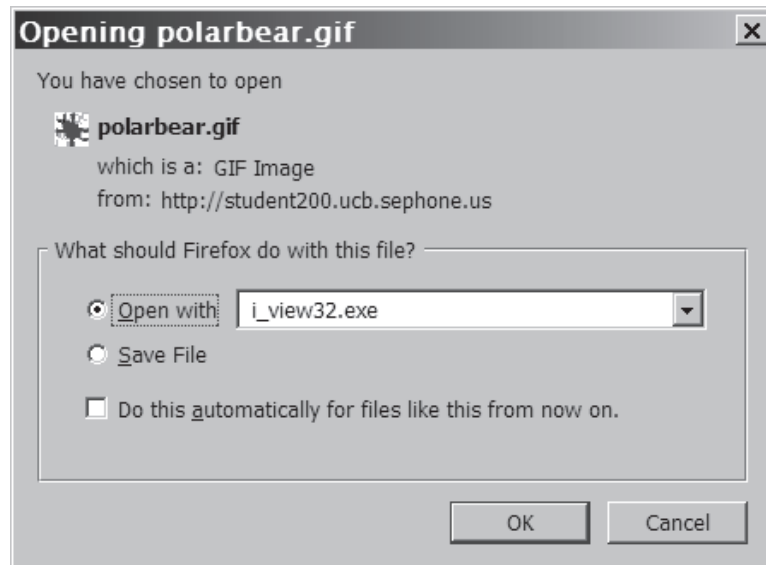 Opening polarbear.gif
You have chosen to open
polarbear.gif
which is a: GIF Image
from: http://student200.ucb.sephone.us
What should Firefox do with this file?
Open with i_view32.exe
Save File
Do this automatically for files like this from now on.
OK Cancel